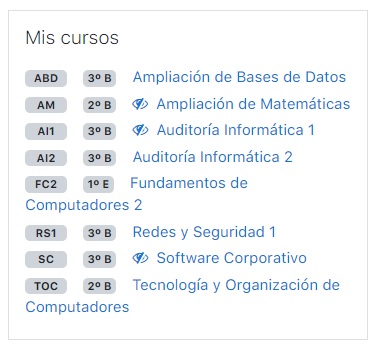 Mis cursos
ABD 3º B Ampliación de Bases de Datos
AM 2º B Ampliación de Matemáticas
AI1 3º B Auditoría Informática 1
AI2 3º B Auditoría Informática 2
FC2 1º E Fundamentos de
Computadores 2
RS1 3º B Redes y Seguridad 1
SC 3º B Software Corporativo
TOC 2º B Tecnología y Organización de
Computadores